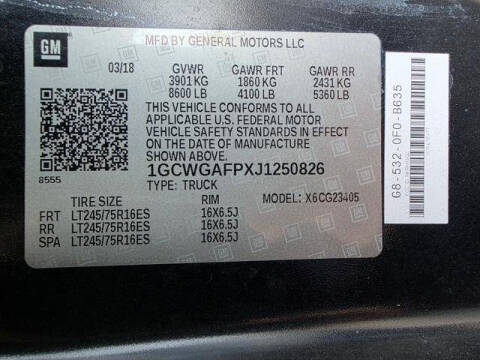 GM
MFD BY GENERAL MOTORS LLC
03/18 GVWR GAWR FRT GAWR RR
3901 KG 1860 KG 2431 KG
8600 LB 4100 LB 5360 LB
THIS VEHICLE CONFORMS TO ALL
APPLICABLE U.S. FEDERAL MOTOR
VEHICLE SAFETY STANDARDS IN EFFECT
ON THE DATE OF MANUFACTURE SHOWN ABOVE.
8555
1GCWGAFPXJ1250826
TYPE: TRUCK MODEL: X6CG23405
TIRE SIZE RIM
FRT LT245/75R16ES 16X6.5J
RR LT245/75R16ES 16X6.5J
SPA LT245/75R16ES 16X6.5J
G8-532-0F0-B635